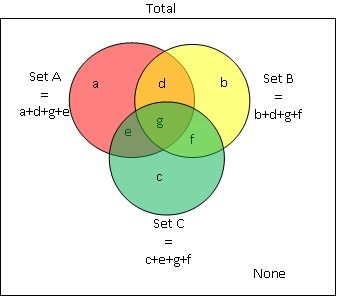 Total
Set A
=
a+d+g+e
a
d
b
Set B
=
b+d+g+f
g
e
f
c
Set C
=
c+e+g+f
None